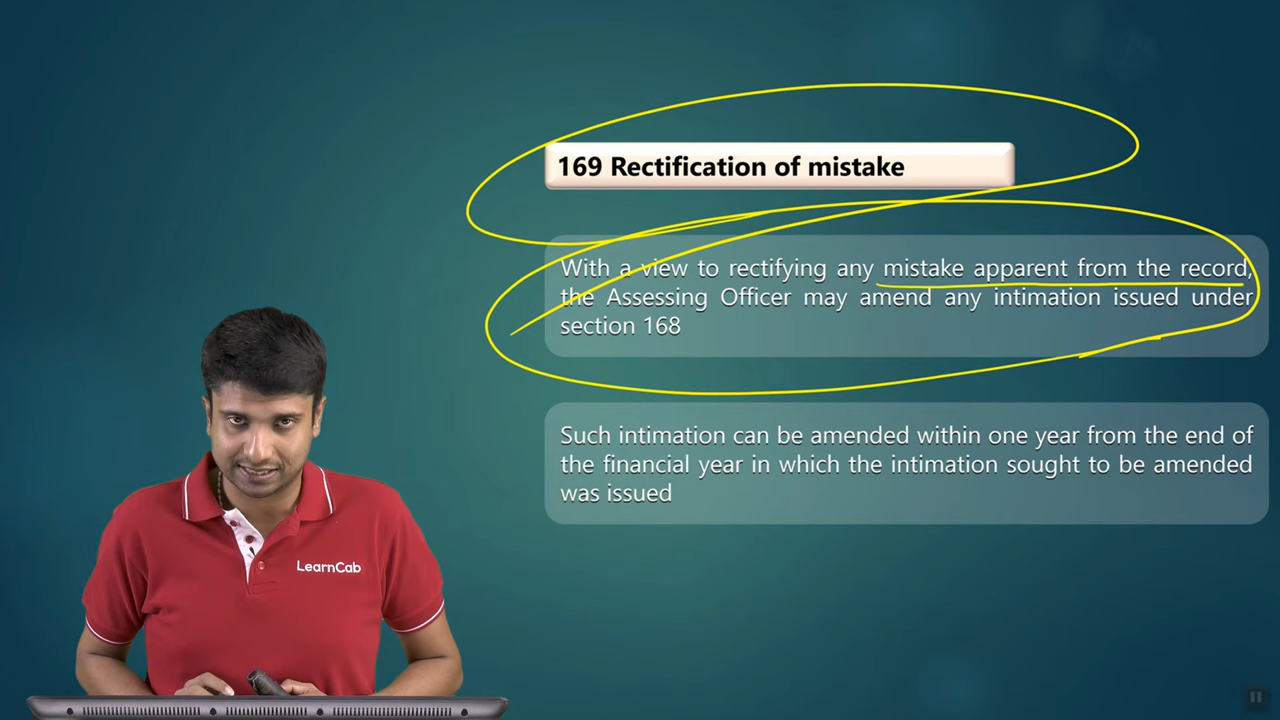 169 Rectification of mistake
With a view to rectifying any mistake apparent from the record,
the Assessing Officer may amend any intimation issued under
section 168
Such intimation can be amended within one year from the end of
the financial year in which the intimation sought to be amended
was issued
LearnCab